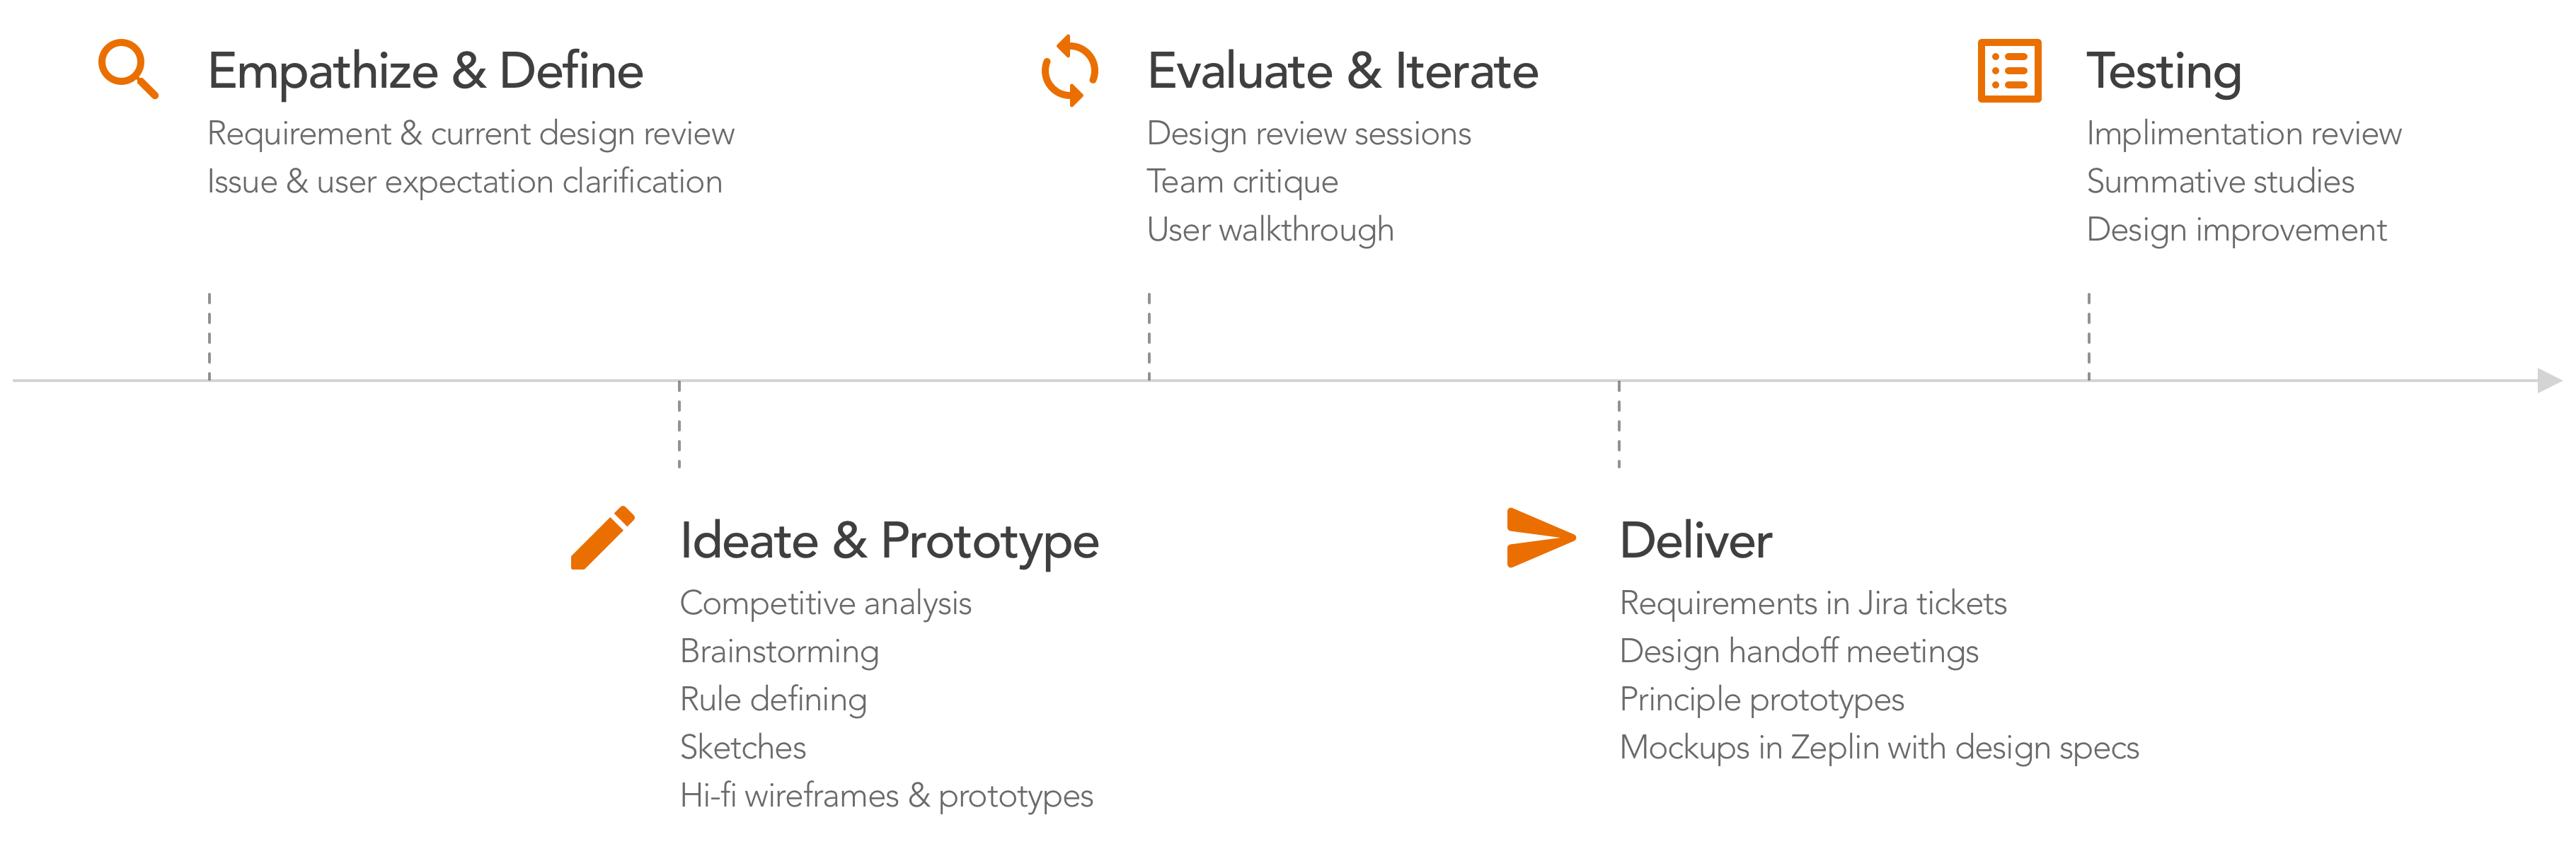 Empathize & Define
Requirement & current design review
Issue & user expectation clarification
Ideate & Prototype
Competitive analysis
Brainstorming
Rule defining
Sketches
Hi-fi wireframes & prototypes
Evaluate & Iterate
Design review sessions
Team critique
User walkthrough
Deliver
Requirements in Jira tickets
Design handoff meetings
Principle prototypes
Mockups in Zeplin with design specs
Testing
Implimentation review
Summative studies
Design improvement